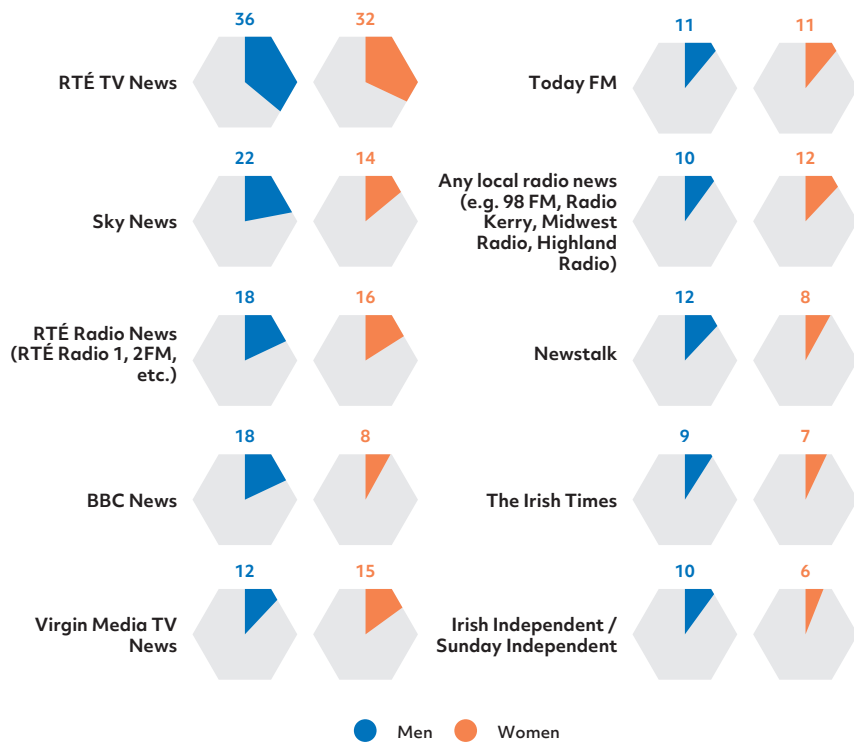 36 32
RTÉ TV News
22 14
Sky News
18 16
RTÉ Radio News
(RTÉ Radio 1, 2FM,
etc.)
18 8
BBC News
12 15
Virgin Media TV
News
11 11
Today FM
10 12
Any local radio news
(e.g. 98 FM, Radio
Kerry, Midwest
Radio, Highland
Radio)
12 8
Newstalk
9 7
The Irish Times
10 6
Irish Independent /
Sunday Independent
Men Women